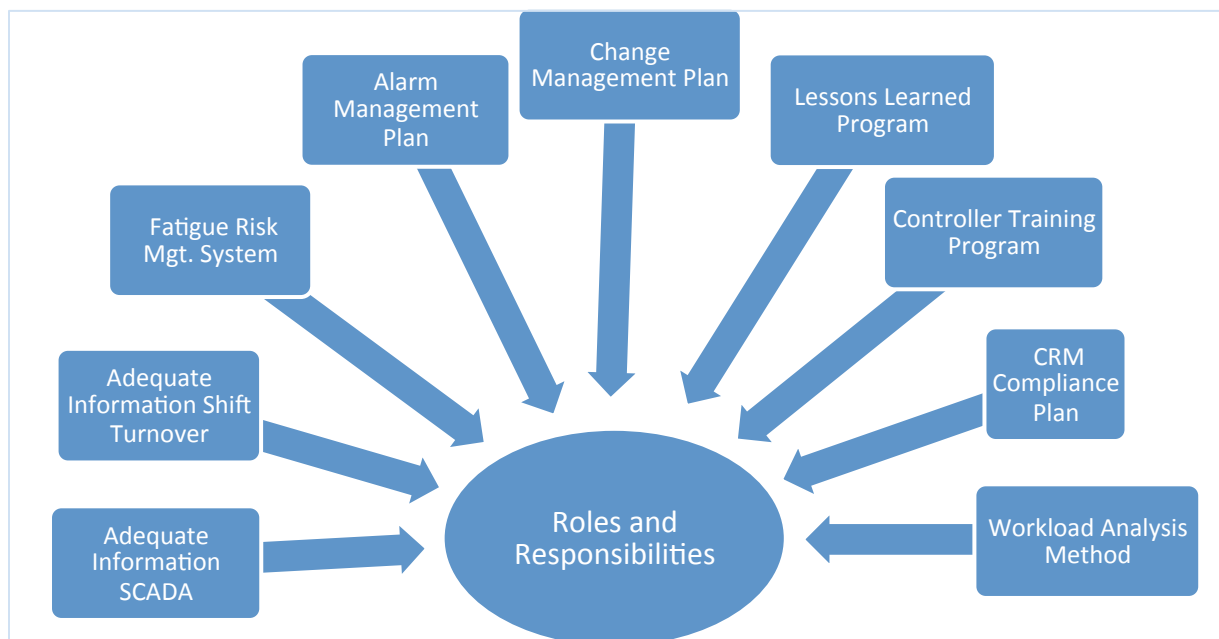 Change
Management Plan
Alarm
Management
Plan
Lessons Learned
Program
Fatigue Risk
Mgt. System
Controller Training
Program
Adequate
Information Shift
Turnover
CRM
Compliance
Plan
Adequate
Information
SCADA
Roles and
Responsibilities
Workload Analysis
Method